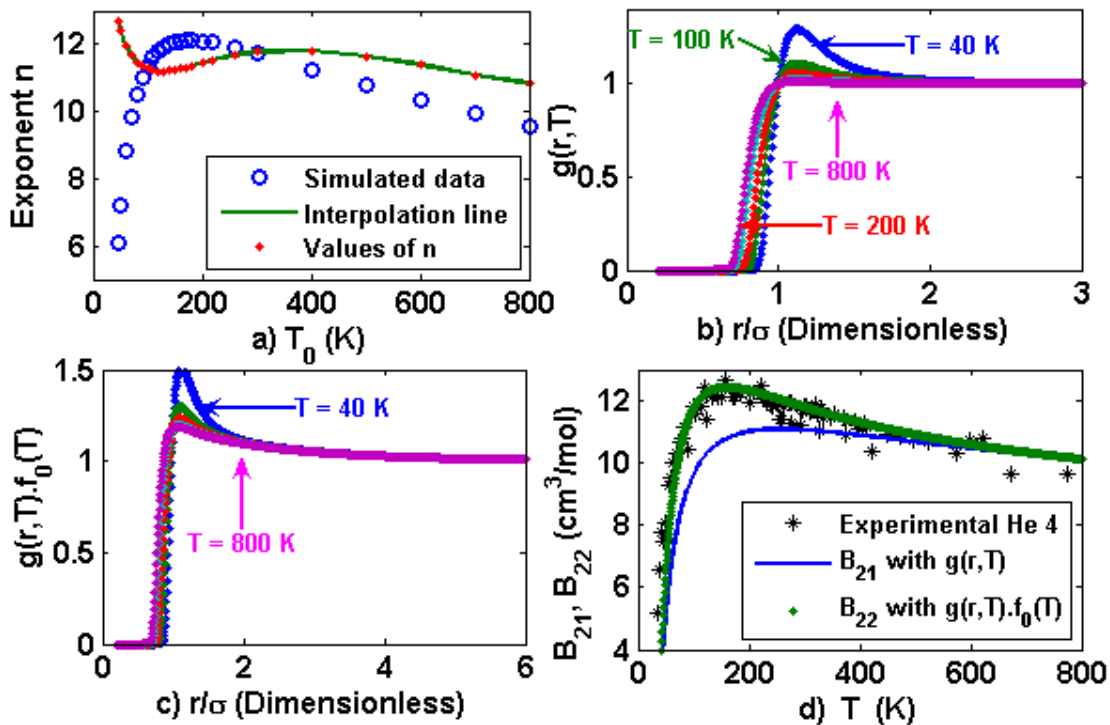 Exponent n
12
10
8
6
0
200
400
600
800
a) T₀ (K)
Simulated data
Interpolation line
Values of n
g(r,T)
1
0.5
0
0
1
2
3
b) r/σ (Dimensionless)
T = 100 K
T = 40 K
T = 800 K
T = 200 K
g(r,T).f₀(T)
1.5
1
0.5
0
0
2
4
6
c) r/σ (Dimensionless)
T = 40 K
T = 800 K
B₂₁, B₂₂ (cm³/mol)
12
10
8
6
4
0
200
400
600
800
d) T (K)
Experimental He 4
B₂₁ with g(r,T)
B₂₂ with g(r,T).f₀(T)